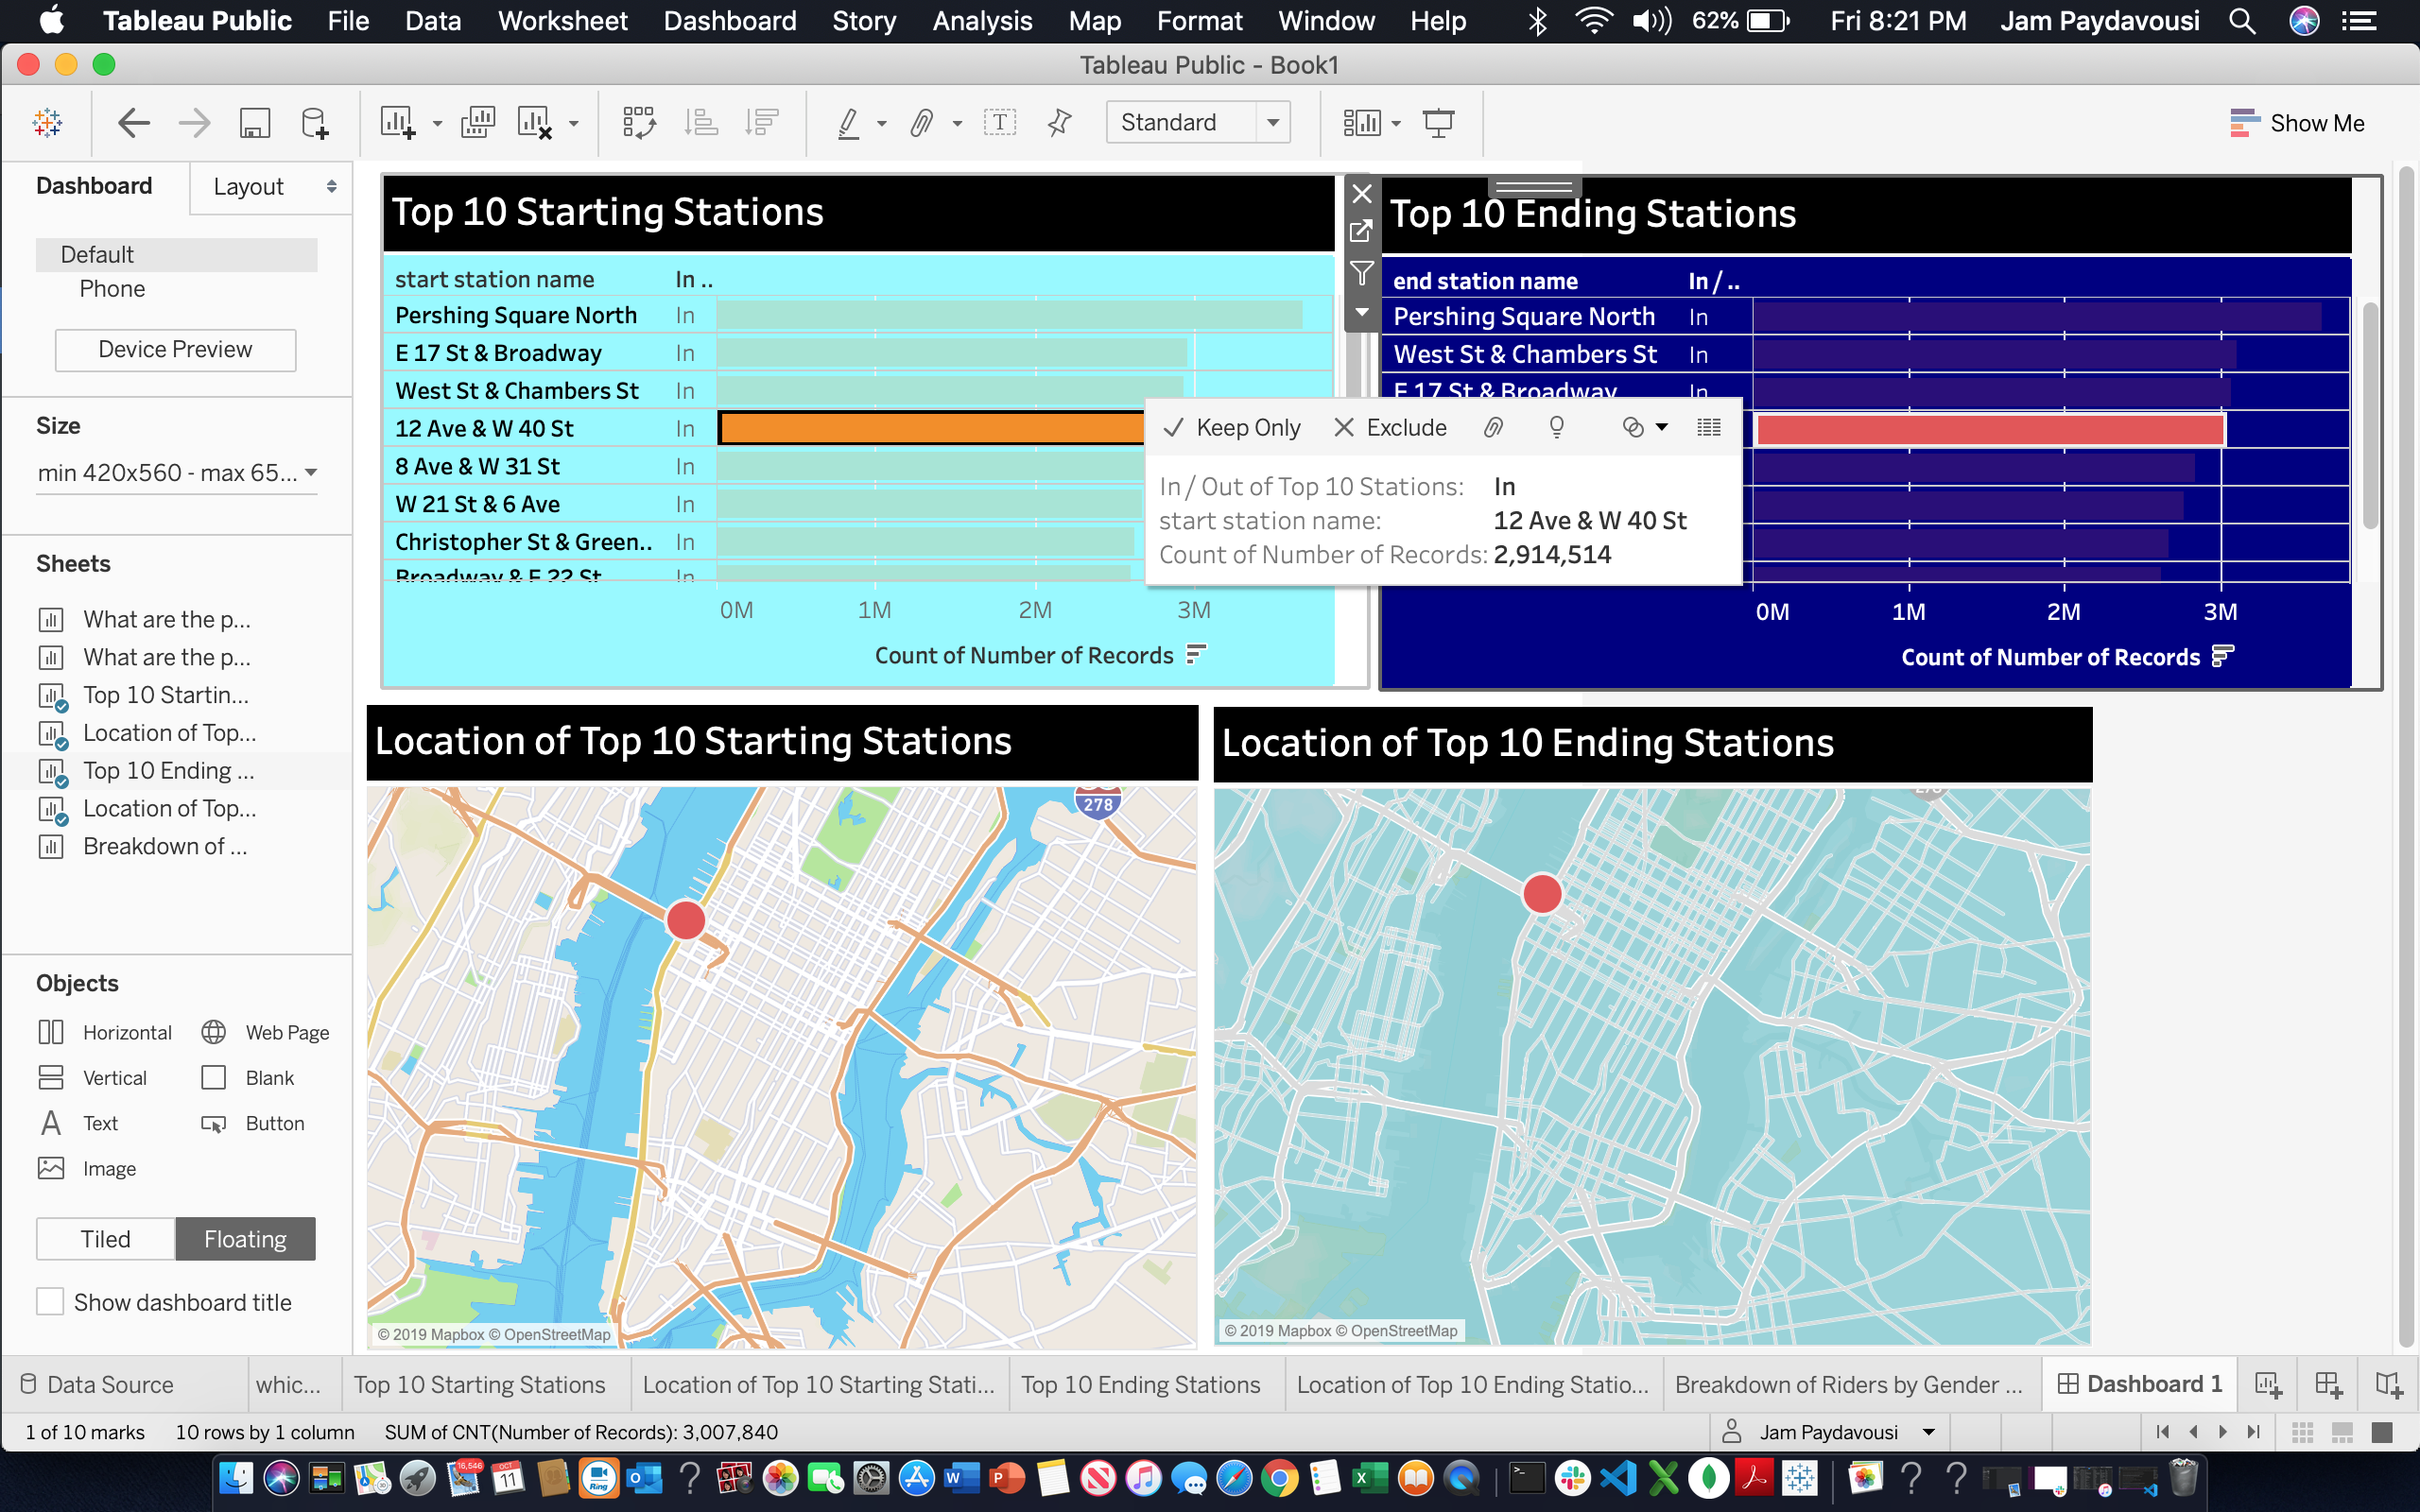 Tableau Public File Data Worksheet Dashboard Story Analysis Map Format Window Help 62% Fri 8:21 PM Jam Paydavousi
Tableau Public - Book1
Standard
Show Me
Dashboard
Layout
Default
Phone
Device Preview
Size
min 420x560 - max 65...
Sheets
What are the p...
What are the p...
Top 10 Startin...
Location of Top...
Top 10 Ending ...
Location of Top...
Breakdown of ...
Objects
Horizontal
Web Page
Vertical
Blank
Text
Button
Image
Tiled
Floating
Show dashboard title
Top 10 Starting Stations
start station name In ..
Pershing Square North In
E 17 St & Broadway In
West St & Chambers St In
12 Ave & W 40 St In
8 Ave & W 31 St In
W 21 St & 6 Ave In
Christopher St & Green.. In
Broadway & E 22 St In
0M 1M 2M 3M
Count of Number of Records
Top 10 Ending Stations
end station name In / ..
Pershing Square North In
West St & Chambers St In
E 17 St & Broadway In
0M 1M 2M 3M
Count of Number of Records
Keep Only Exclude
In / Out of Top 10 Stations: In
start station name: 12 Ave & W 40 St
Count of Number of Records: 2,914,514
Location of Top 10 Starting Stations
278
© 2019 Mapbox © OpenStreetMap
Location of Top 10 Ending Stations
278
© 2019 Mapbox © OpenStreetMap
Data Source
whic...
Top 10 Starting Stations
Location of Top 10 Starting Stati...
Top 10 Ending Stations
Location of Top 10 Ending Statio...
Breakdown of Riders by Gender ...
Dashboard 1
1 of 10 marks 10 rows by 1 column SUM of CNT(Number of Records): 3,007,840
Jam Paydavousi
16,546
OCT
11
Ring